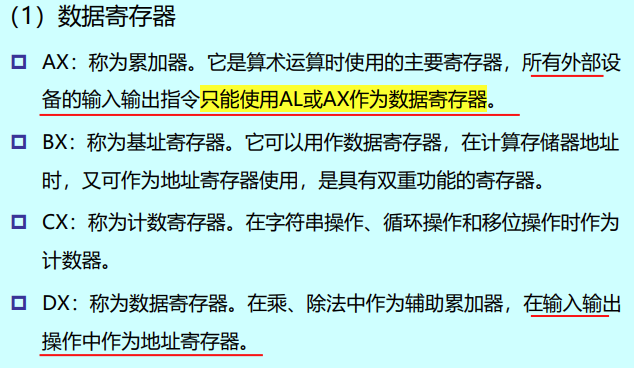 （1）数据寄存器
AX：称为累加器。它是算术运算时使用的主要寄存器，所有外部设
备的输入输出指令只能使用AL或AX作为数据寄存器。
BX：称为基址寄存器。它可以用作数据寄存器，在计算存储器地址
时，又可作为地址寄存器使用，是具有双重功能的寄存器。
CX：称为计数寄存器。在字符串操作、循环操作和移位操作时作为
计数器。
DX：称为数据寄存器。在乘、除法中作为辅助累加器，在输入输出
操作中作为地址寄存器。